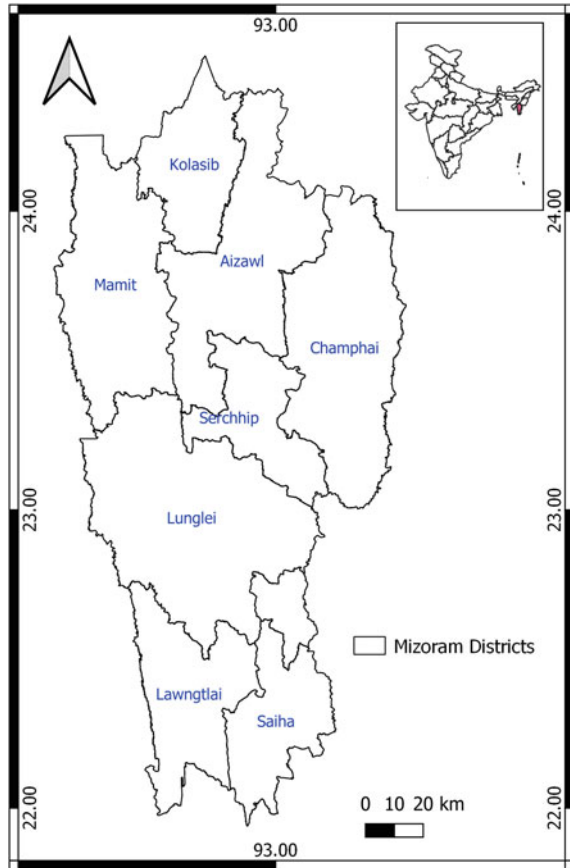 93.00
24.00
24.00
Kolasib
Aizawl
Mamit
Champhai
Serchhip
23.00
23.00
Lunglei
Mizoram Districts
Lawngtlai
Saiha
22.00
22.00
0 10 20 km
93.00